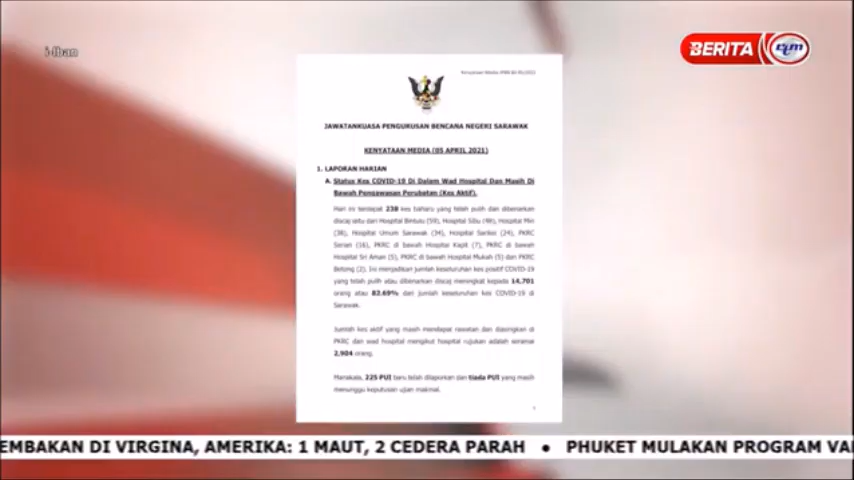 i-Iban
BERITA
Kenyataan Media
JAWATANKUASA PENGURUSAN BENCANA NEGERI SARAWAK
KENYATAAN MEDIA (05 APRIL 2021)
1. LAPORAN HARIAN
A. Status Kes COVID-19 Di Dalam Wad Hospital Dan Masih Di
Bawah Pengawasan Perubatan (Kes Aktif).
Hari ini terdapat 238 kes baharu yang telah pulih dan dibenarkan
discaj iaitu dari Hospital Bintulu (59), Hospital Sibu (48), Hospital Miri
(38), Hospital Umum Sarawak (34), Hospital Sarikei (24), PKRC
Serian (16), PKRC di bawah Hospital Kapit (7), PKRC di bawah
Hospital Sri Aman (5), PKRC di bawah Hospital Mukah (5) dan PKRC
Betong (2). Ini menjadikan jumlah keseluruhan kes positif COVID-19
yang telah pulih atau dibenarkan discaj meningkat kepada 14,701
orang atau 82.69% dari jumlah keseluruhan kes COVID-19 di
Sarawak.
Jumlah kes aktif yang masih mendapat rawatan dan diasingkan di
PKRC dan wad hospital mengikut hospital rujukan adalah seramai
2,904 orang.
Manakala, 225 PUI baru telah dilaporkan dan tiada PUI yang masih
menunggu keputusan ujian makmal.
EMBAKAN DI VIRGINA, AMERIKA: 1 MAUT, 2 CEDERA PARAH ● PHUKET MULAKAN PROGRAM VA